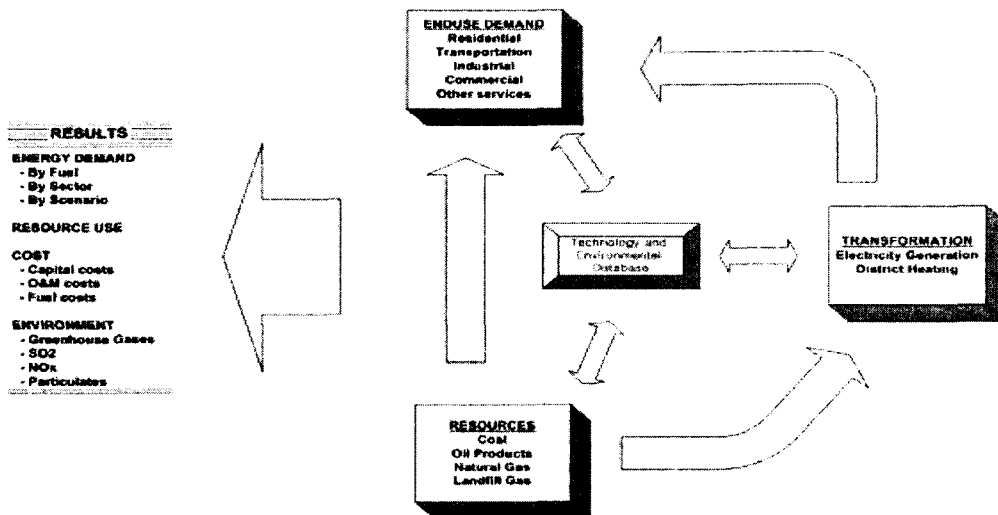 ENDUSE DEMAND
Residential
Transportation
Industrial
Commercial
Other services
RESULTS
ENERGY DEMAND
- By Fuel
- By Sector
- By Scenario
RESOURCE USE
COST
- Capital costs
- O&M costs
- Fuel costs
ENVIRONMENT
- Greenhouse Gases
- SO2
- NOx
- Particulates
Technology and
Environmental
Database
TRANSFORMATION
Electricity Generation
District Heating
RESOURCES
Coal
Oil Products
Natural Gas
Landfill Gas